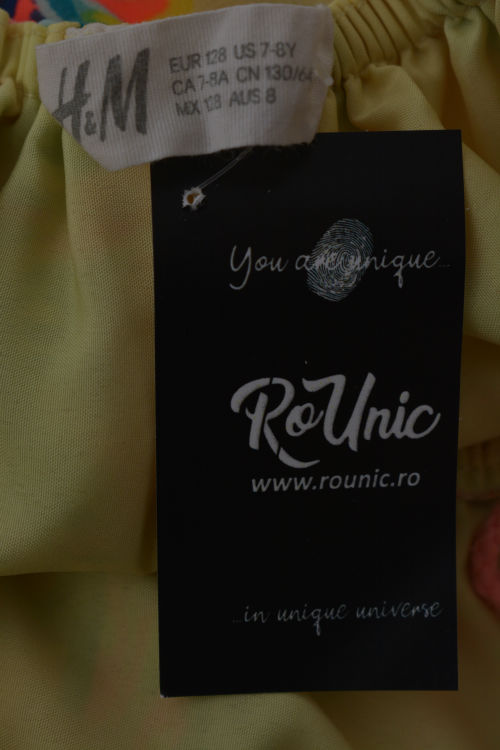 H&M
EUR 128 US 7-8Y
CA 7-8A CN 130/64
MX 128 AUS 8
You are unique...
RoUnic
www.rounic.ro
...in unique universe